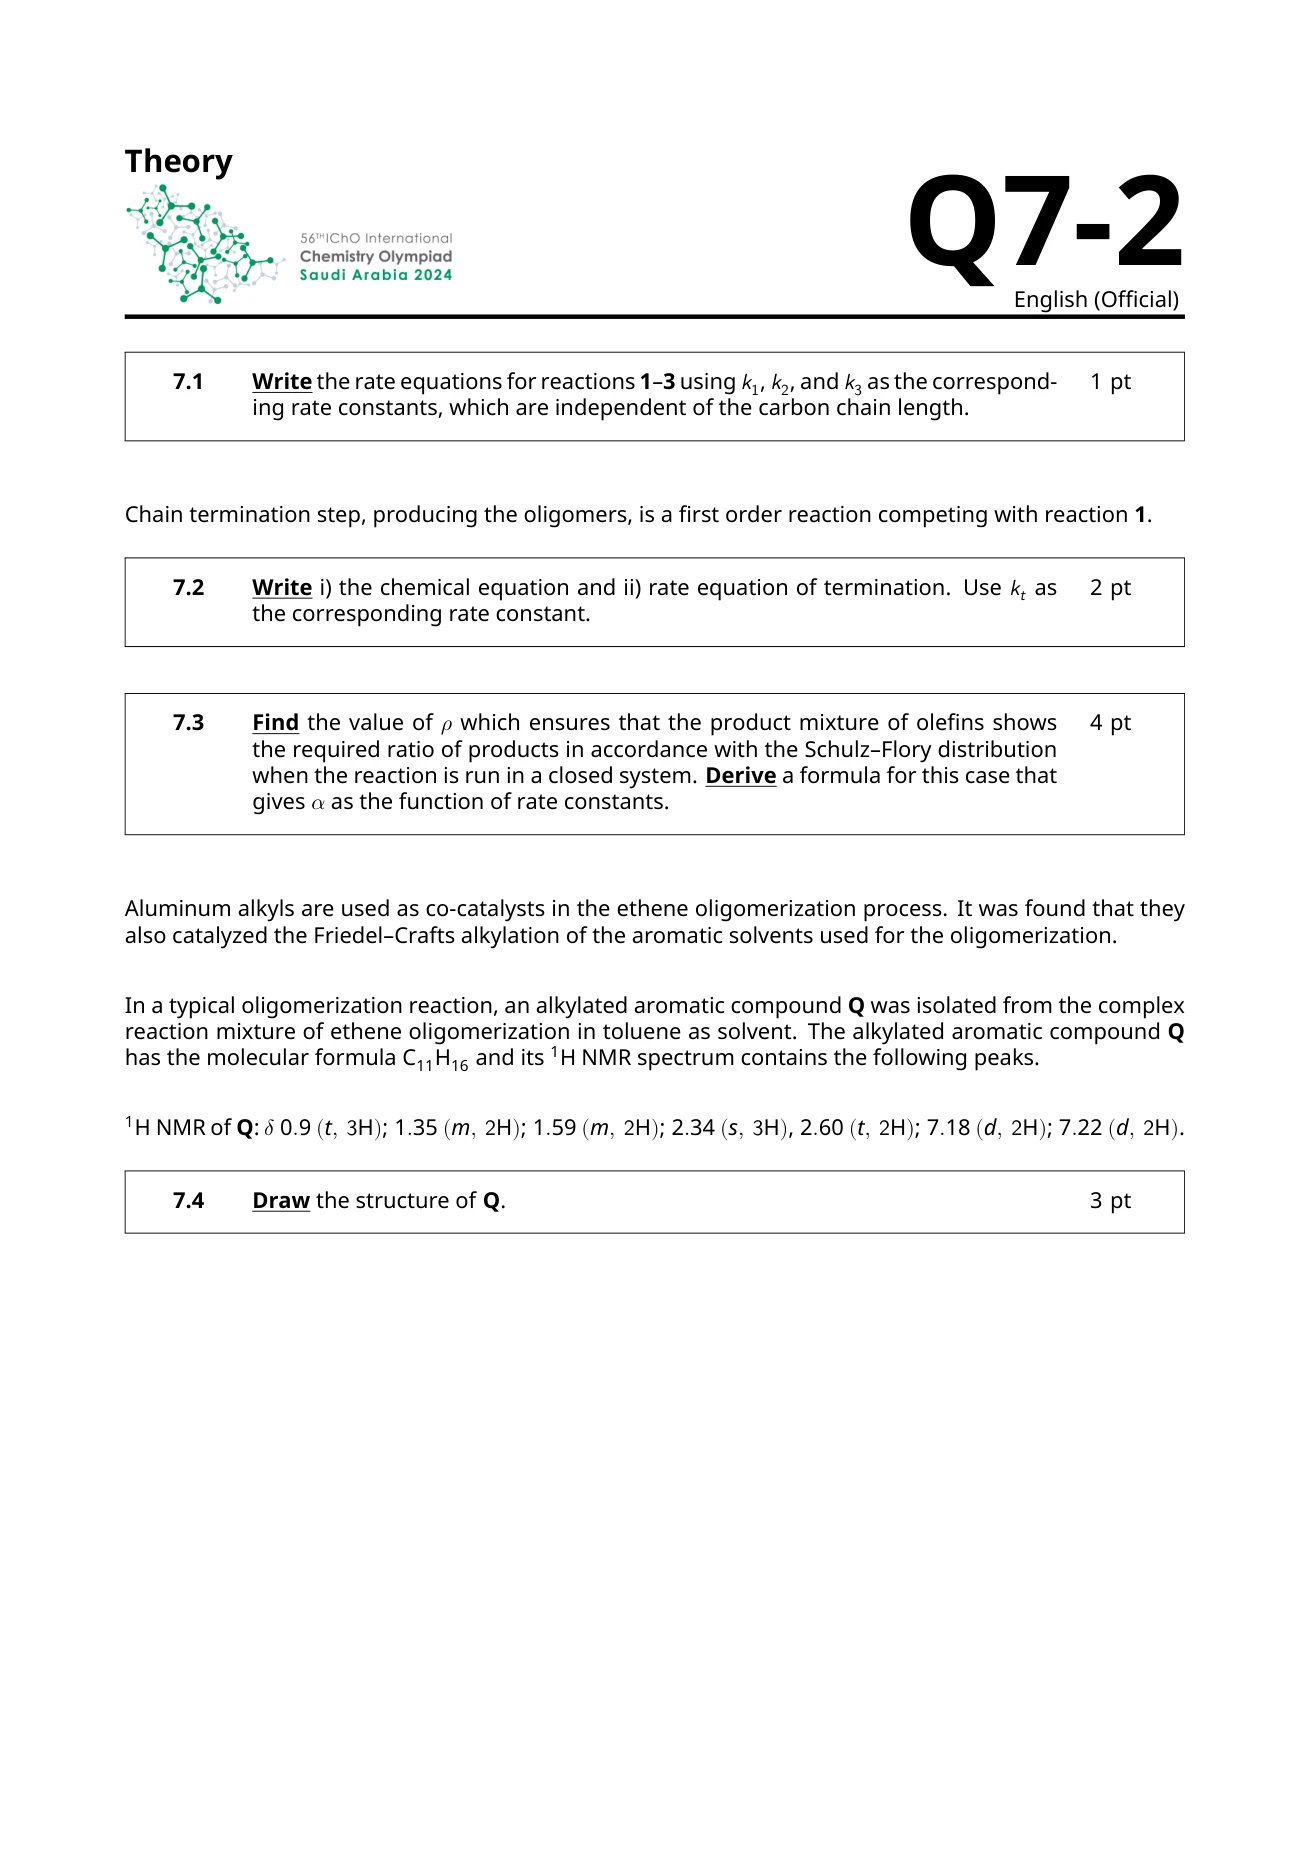 Theory
56THIChO International
Chemistry Olympiad
Saudi Arabia 2024
Q7-2
English (Official)
7.1 Write the rate equations for reactions 1–3 using k₁, k₂, and k₃ as the correspond- 1 pt
ing rate constants, which are independent of the carbon chain length.
Chain termination step, producing the oligomers, is a first order reaction competing with reaction 1.
7.2 Write i) the chemical equation and ii) rate equation of termination. Use kₜ as 2 pt
the corresponding rate constant.
7.3 Find the value of ρ which ensures that the product mixture of olefins shows 4 pt
the required ratio of products in accordance with the Schulz–Flory distribution
when the reaction is run in a closed system. Derive a formula for this case that
gives α as the function of rate constants.
Aluminum alkyls are used as co-catalysts in the ethene oligomerization process. It was found that they
also catalyzed the Friedel–Crafts alkylation of the aromatic solvents used for the oligomerization.
In a typical oligomerization reaction, an alkylated aromatic compound Q was isolated from the complex
reaction mixture of ethene oligomerization in toluene as solvent. The alkylated aromatic compound Q
has the molecular formula C₁₁H₁₆ and its ¹H NMR spectrum contains the following peaks.
¹H NMR of Q: δ 0.9 (t, 3H); 1.35 (m, 2H); 1.59 (m, 2H); 2.34 (s, 3H), 2.60 (t, 2H); 7.18 (d, 2H); 7.22 (d, 2H).
7.4 Draw the structure of Q. 3 pt